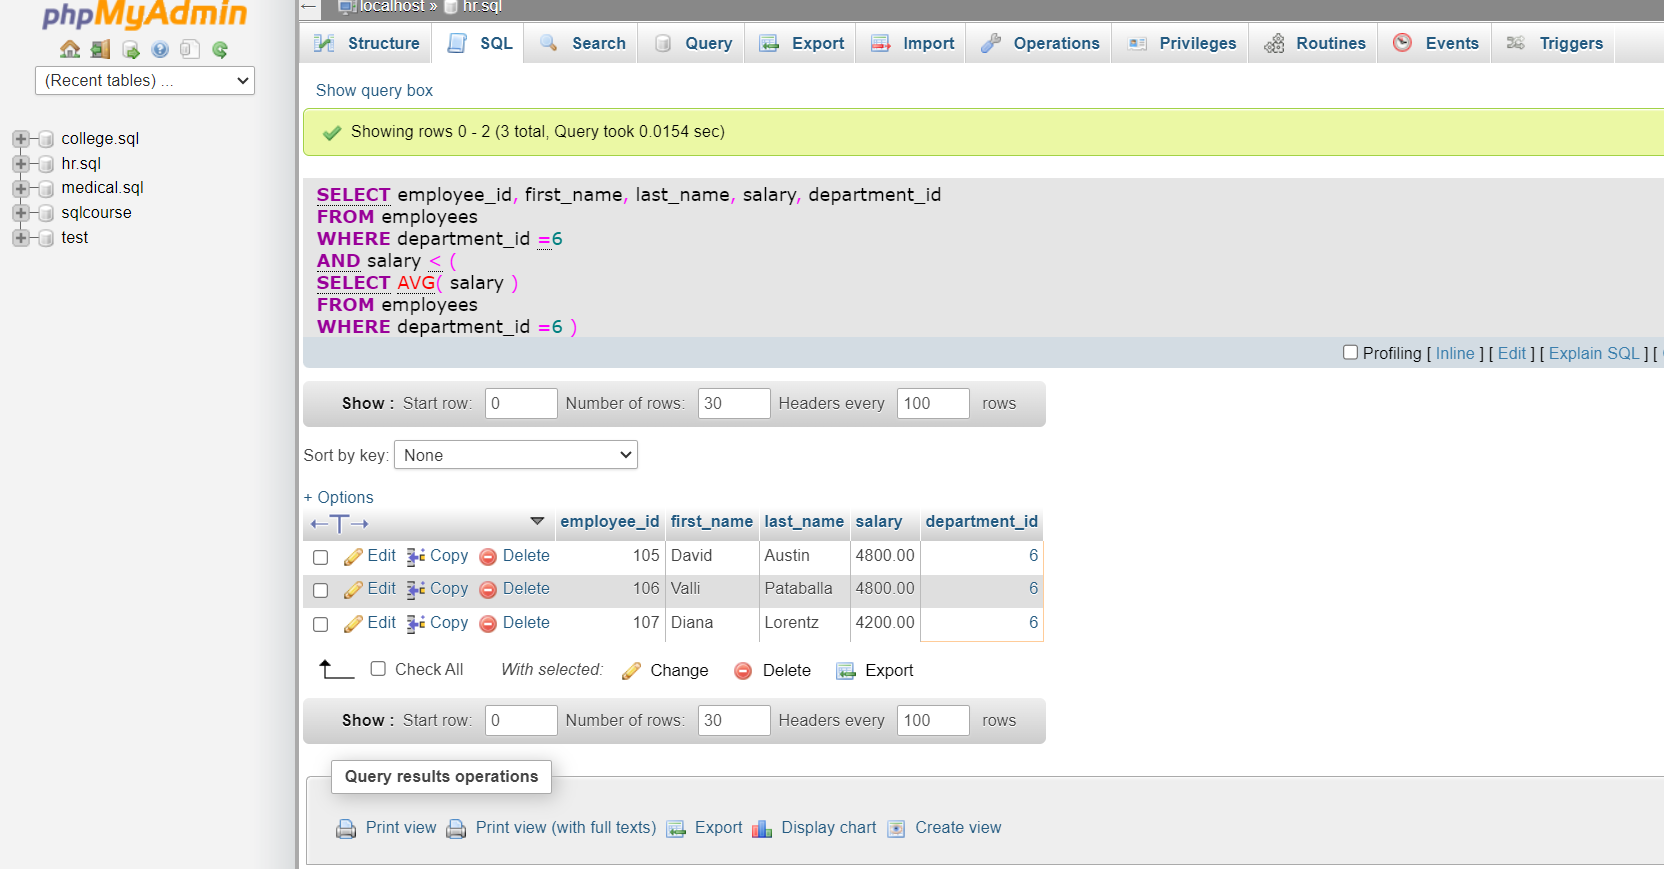 phpMyAdmin
(Recent tables) ...
college.sql
hr.sql
medical.sql
sqlcourse
test
localhost » hr.sql
Structure SQL Search Query Export Import Operations Privileges Routines Events Triggers
Show query box
Showing rows 0 - 2 (3 total, Query took 0.0154 sec)
SELECT employee_id, first_name, last_name, salary, department_id
FROM employees
WHERE department_id =6
AND salary < (
SELECT AVG( salary )
FROM employees
WHERE department_id =6 )
Profiling [ Inline ] [ Edit ] [ Explain SQL ] [
Show : Start row: 0 Number of rows: 30 Headers every 100 rows
Sort by key: None
+ Options
←T→ employee_id first_name last_name salary department_id
Edit Copy Delete 105 David Austin 4800.00 6
Edit Copy Delete 106 Valli Pataballa 4800.00 6
Edit Copy Delete 107 Diana Lorentz 4200.00 6
Check All With selected: Change Delete Export
Show : Start row: 0 Number of rows: 30 Headers every 100 rows
Query results operations
Print view Print view (with full texts) Export Display chart Create view